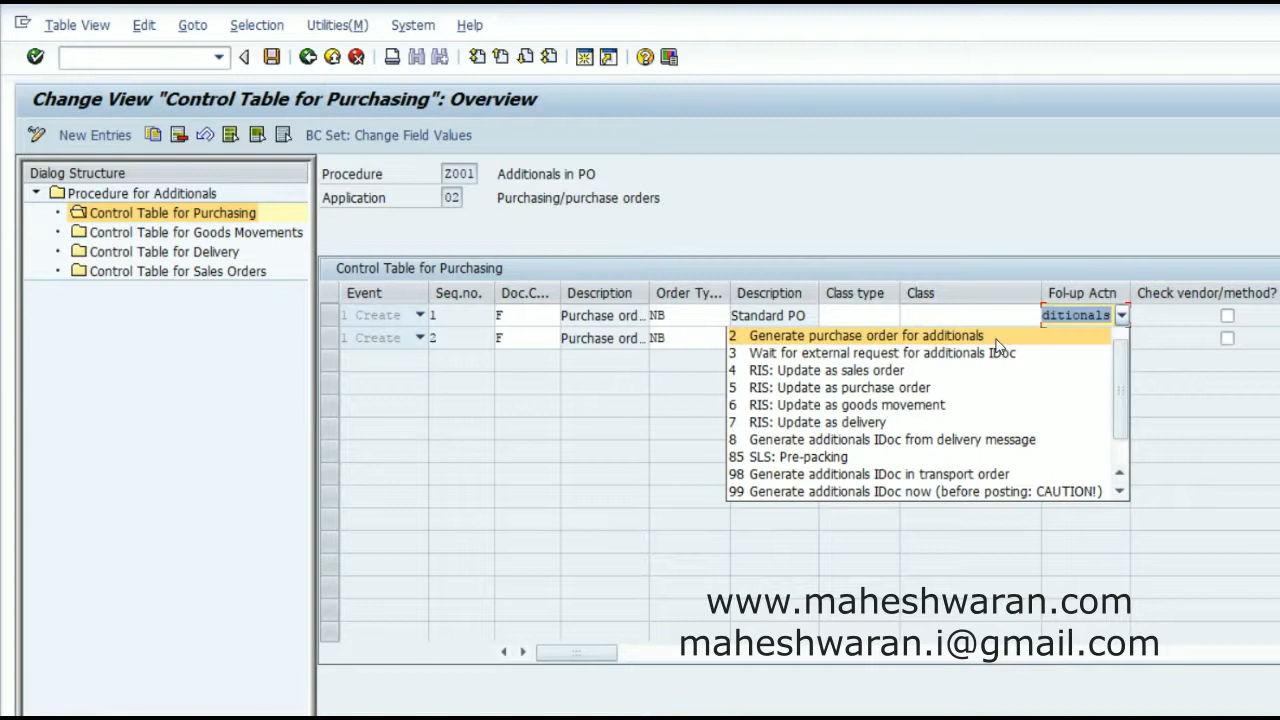 Table View Edit Goto Selection Utilities(M) System Help
Change View "Control Table for Purchasing": Overview
New Entries BC Set: Change Field Values
Dialog Structure
Procedure for Additionals
Control Table for Purchasing
Control Table for Goods Movements
Control Table for Delivery
Control Table for Sales Orders
Procedure Z001 Additionals in PO
Application 02 Purchasing/purchase orders
Control Table for Purchasing
Event Seq.no. Doc.C... Description Order Ty... Description Class type Class Fol-up Actn Check vendor/method?
1 Create 1 F Purchase ord... NB Standard PO ditionals
1 Create 2 F Purchase ord... NB
2 Generate purchase order for additionals
3 Wait for external request for additionals IDoc
4 RIS: Update as sales order
5 RIS: Update as purchase order
6 RIS: Update as goods movement
7 RIS: Update as delivery
8 Generate additionals IDoc from delivery message
85 SLS: Pre-packing
98 Generate additionals IDoc in transport order
99 Generate additionals IDoc now (before posting: CAUTION!)
www.maheshwaran.com
maheshwaran.i@gmail.com